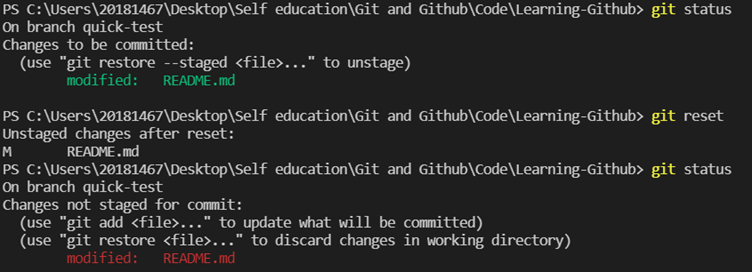 PS C:\Users\20181467\Desktop\Self education\Git and Github\Code\Learning-Github> git status
On branch quick-test
Changes to be committed:
  (use "git restore --staged <file>..." to unstage)
        modified:   README.md

PS C:\Users\20181467\Desktop\Self education\Git and Github\Code\Learning-Github> git reset
Unstaged changes after reset:
M       README.md
PS C:\Users\20181467\Desktop\Self education\Git and Github\Code\Learning-Github> git status
On branch quick-test
Changes not staged for commit:
  (use "git add <file>..." to update what will be committed)
  (use "git restore <file>..." to discard changes in working directory)
        modified:   README.md